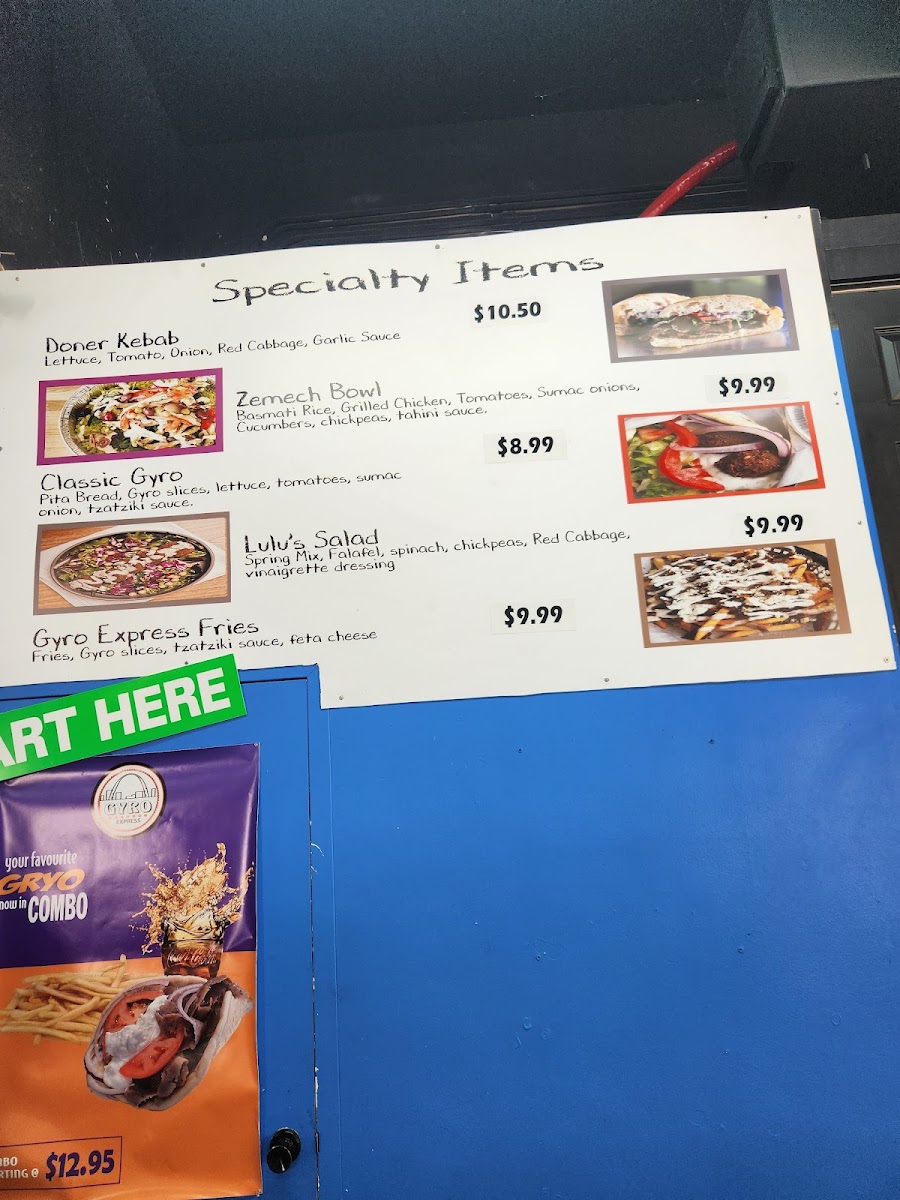 Specialty Items
Doner Kebab
$10.50
Lettuce, Tomato, Onion, Red Cabbage, Garlic Sauce
Zemech Bowl
$9.99
Basmati Rice, Grilled Chicken, Tomatoes, Sumac onions,
Cucumbers, chickpeas, tahini sauce.
Classic Gyro
$8.99
Pita Bread, Gyro slices, lettuce, tomatoes, sumac
onion, tzatziki sauce.
Lulu's Salad
$9.99
Spring Mix, Falafel, spinach, chickpeas, Red Cabbage,
vinaigrette dressing
Gyro Express Fries
$9.99
Fries, Gyro slices, tzatziki sauce, feta cheese
ART HERE
GYRO
EXPRESS
your favourite
GRYO
now in COMBO
BO
RTING @ $12.95